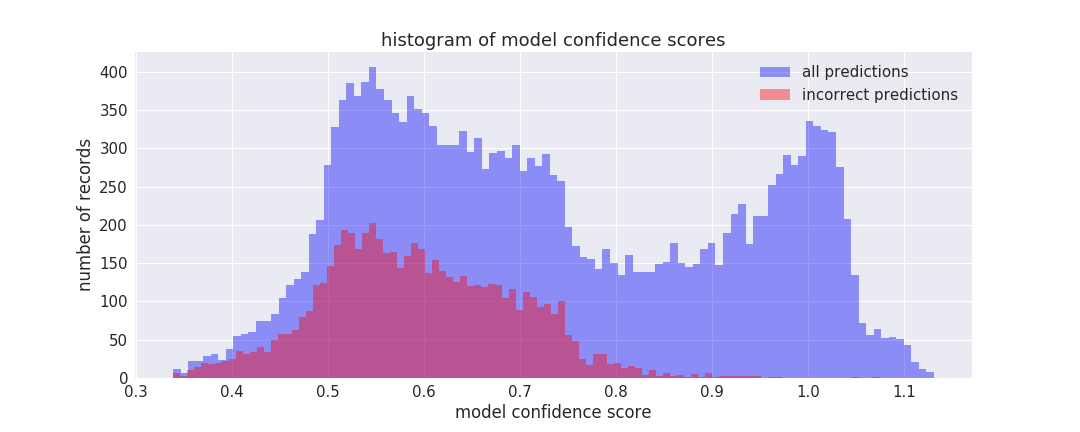 histogram of model confidence scores
all predictions
incorrect predictions
number of records
400
350
300
250
200
150
100
50
0
0.3 0.4 0.5 0.6 0.7 0.8 0.9 1.0 1.1
model confidence score